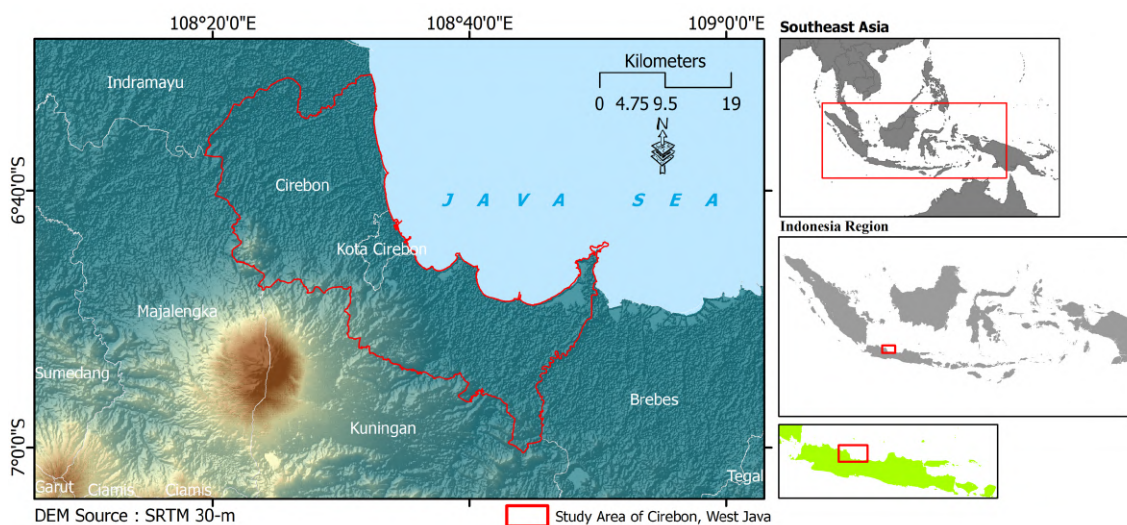 108°20'0"E
108°40'0"E
109°0'0"E
6°40'0"S
7°0'0"S
Indramayu
Kilometers
0 4.75 9.5 19
N
Cirebon
JAVA SEA
Kota Cirebon
Majalengka
Sumedang
Kuningan
Brebes
Garut
Ciamis
Ciamis
Tegal
DEM Source : SRTM 30-m
Study Area of Cirebon, West Java
Southeast Asia
Indonesia Region